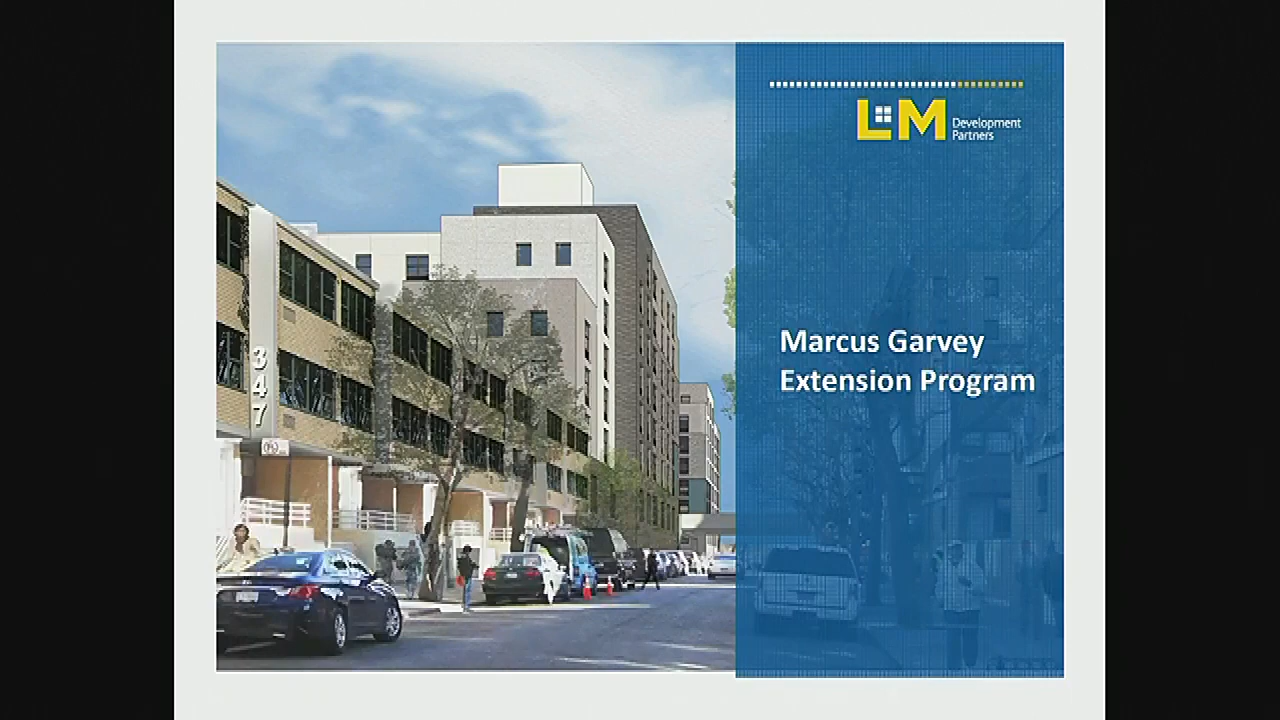 L+M Development
Partners
Marcus Garvey
Extension Program
347